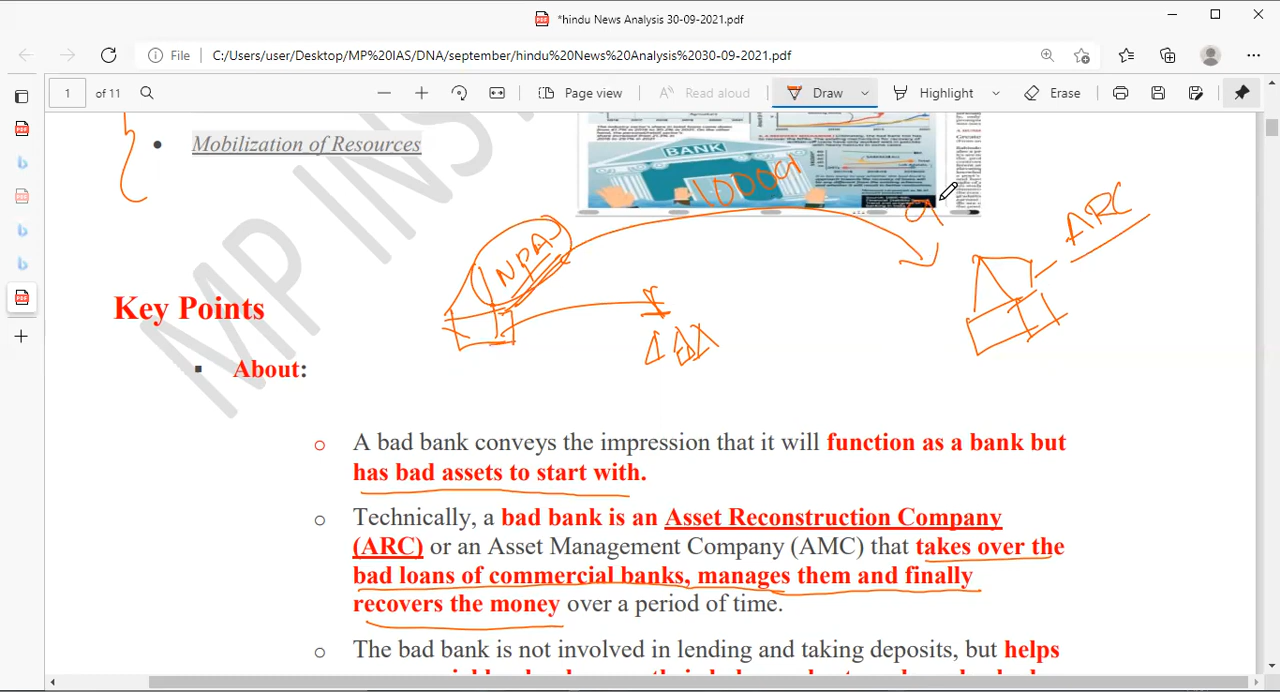 *hindu News Analysis 30-09-2021.pdf
File C:/Users/user/Desktop/MP%20IAS/DNA/september/hindu%20News%20Analysis%2030-09-2021.pdf
1 of 11 Page view Read aloud Draw Highlight Erase
Mobilization of Resources
BANK
1000
ARC
NPAs
MP INS
Key Points
About:
A bad bank conveys the impression that it will function as a bank but
has bad assets to start with.
Technically, a bad bank is an Asset Reconstruction Company
(ARC) or an Asset Management Company (AMC) that takes over the
bad loans of commercial banks, manages them and finally
recovers the money over a period of time.
The bad bank is not involved in lending and taking deposits, but helps